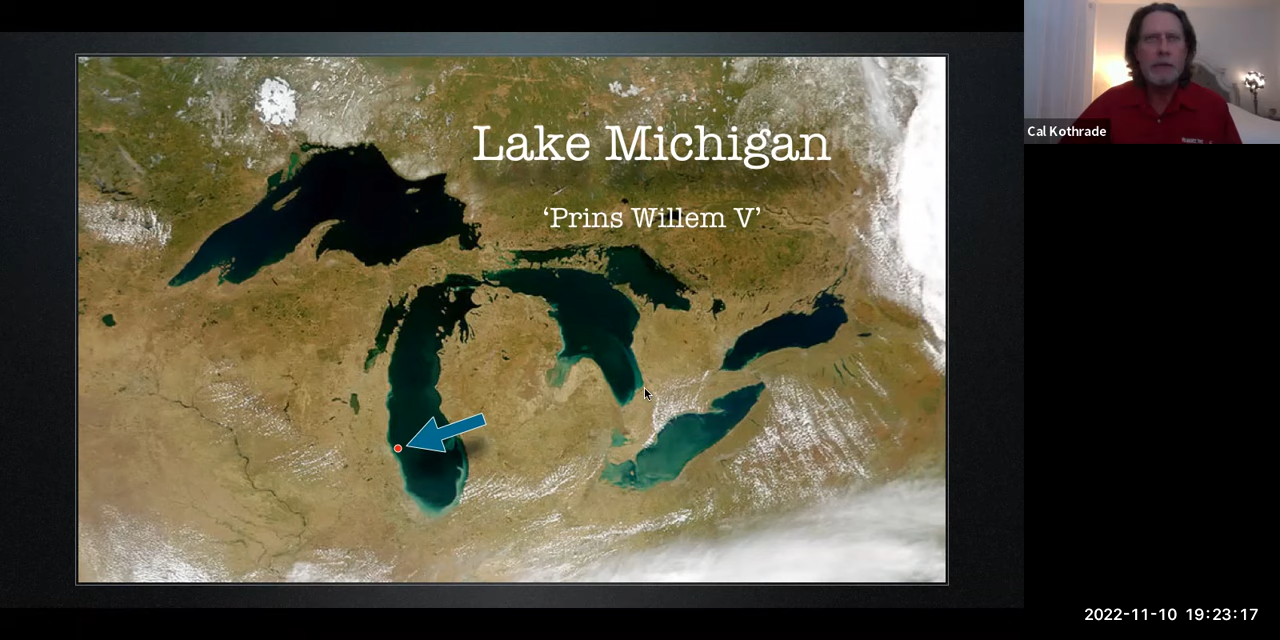 Lake Michigan
‘Prins Willem V’
Cal Kothrade
2022-11-10 19:23:17